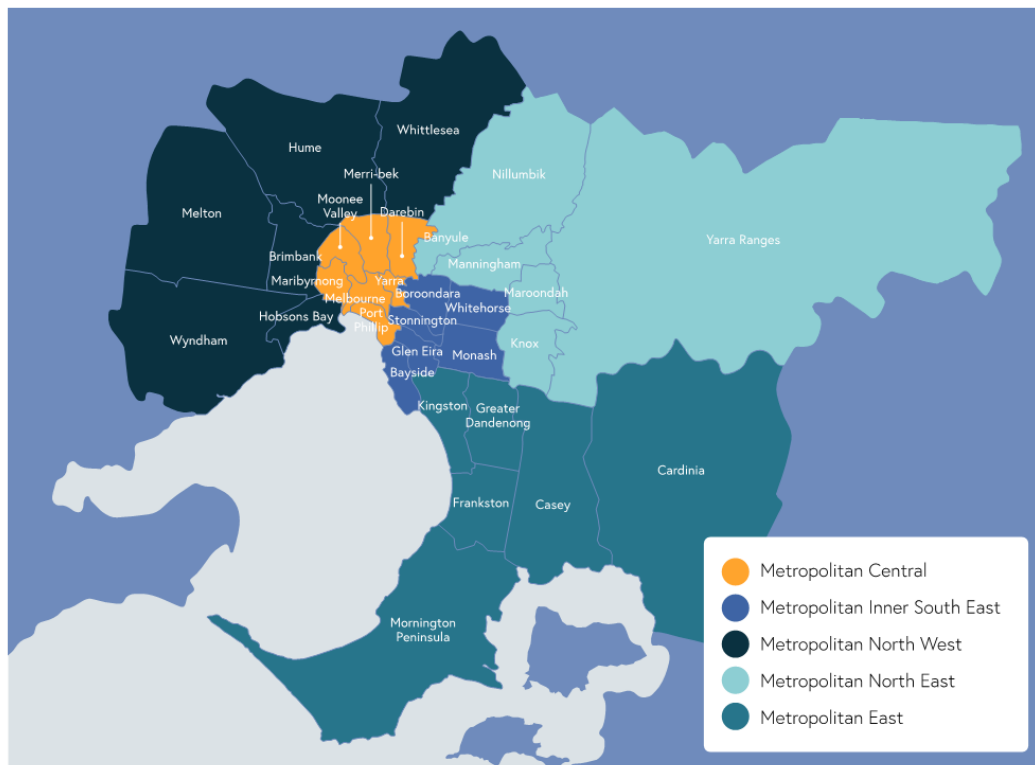 Whittlesea
Hume
Merri-bek
Nillumbik
Moonee
Valley
Darebin
Melton
Banyule
Yarra Ranges
Brimbank
Manningham
Maribyrnong
Yarra
Boroondara
Maroondah
Melbourne
Whitehorse
Hobsons Bay
Port
Phillip
Stonnington
Wyndham
Knox
Glen Eira
Monash
Bayside
Kingston
Greater
Dandenong
Cardinia
Frankston
Casey
Mornington
Peninsula
Metropolitan Central
Metropolitan Inner South East
Metropolitan North West
Metropolitan North East
Metropolitan East